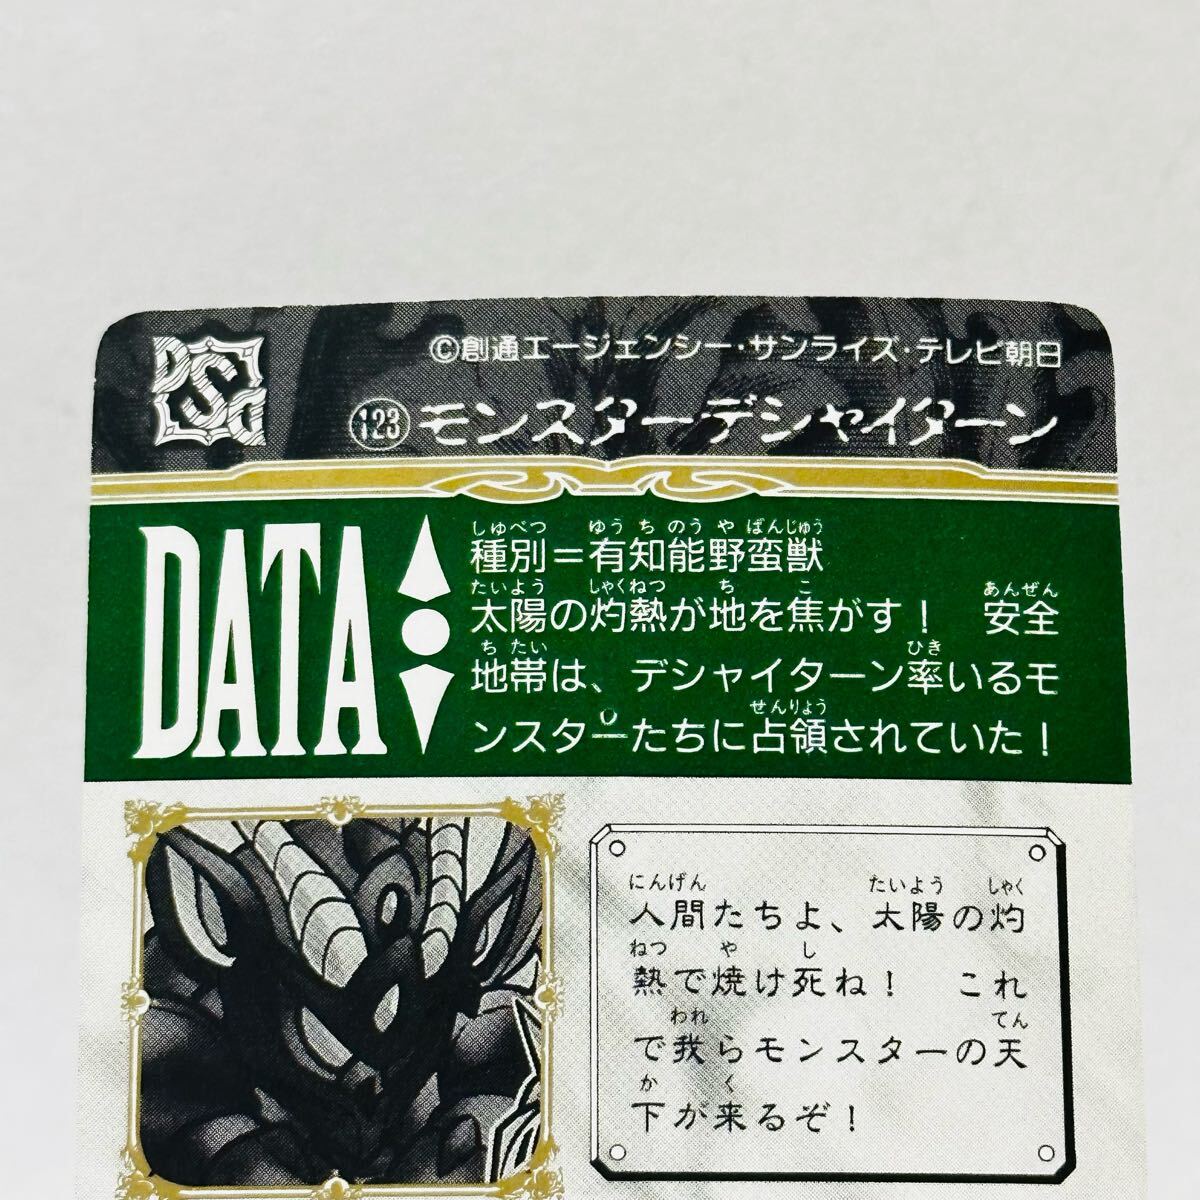 ©創通エージェンシー・サンライズ・テレビ朝日
123 モンスターデシャイターン
DATA
しゅべつ ゆうちのうやばんじゅう
種別＝有知能野蛮獣
たいよう しゃくねつ ち こ あんぜん
太陽の灼熱が地を焦がす！ 安全
ちたい ひき
地帯は、デシャイターン率いるモ
せんりょう
ンスターたちに占領されていた！
にんげん たいよう しゃく
人間たちよ、太陽の灼
ねつ や し
熱で焼け死ね！ これ
われ てん
で我らモンスターの天
か く
下が来るぞ！